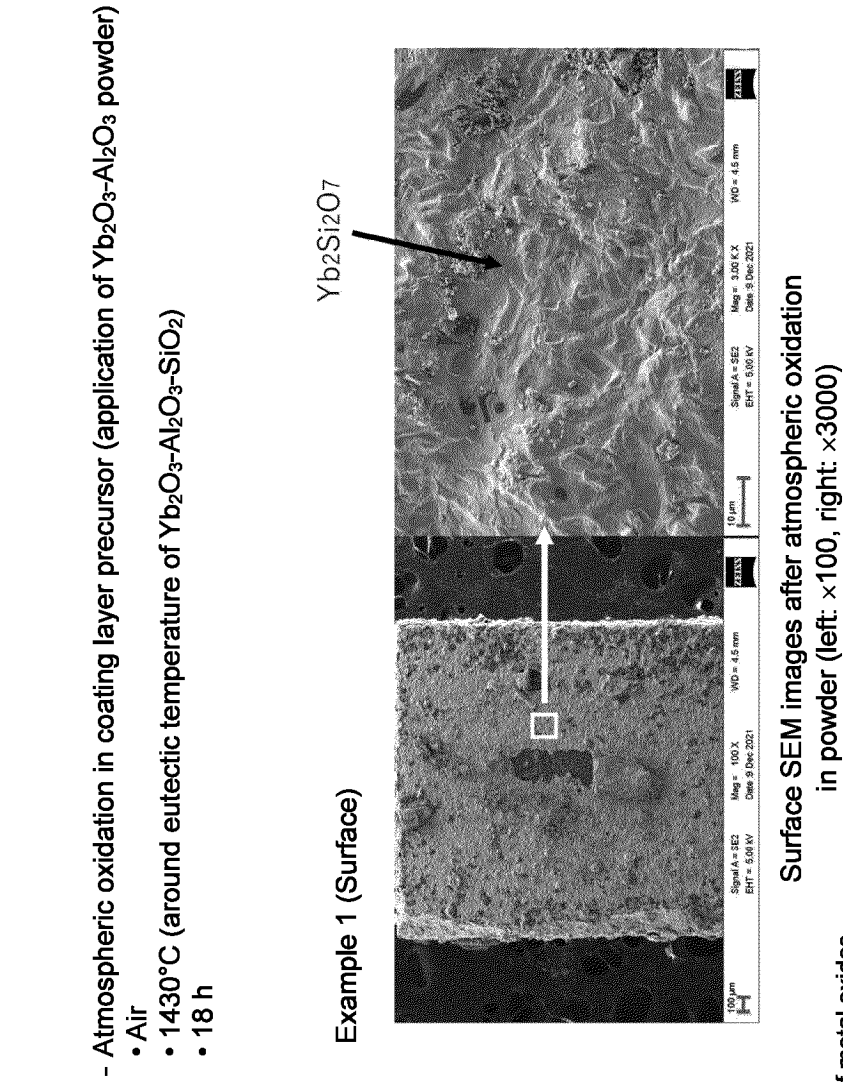 – Atmospheric oxidation in coating layer precursor (application of Yb2O3–Al2O3 powder)
• Air
• 1430°C (around eutectic temperature of Yb2O3–Al2O3–SiO2)
• 18 h
Example 1 (Surface)
Yb2Si2O7
100 µm
Signal A = SE2
EHT = 5.00 kV
Mag = 100 X
Date :9 Dec 2021
WD = 4.5 mm
ZEISS
10 µm
Signal A = SE2
EHT = 5.00 kV
Mag = 3.00 K X
Date :9 Dec 2021
WD = 4.5 mm
ZEISS
Surface SEM images after atmospheric oxidation
in powder (left: ×100, right: ×3000)